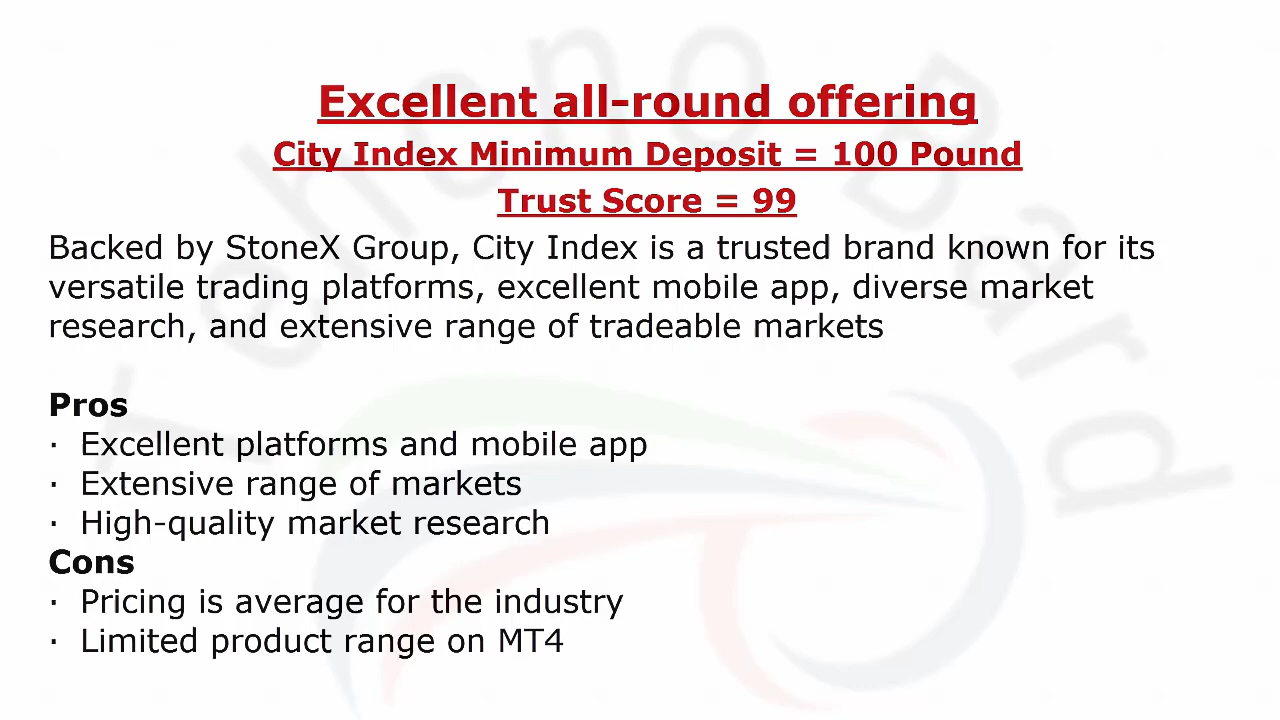 Excellent all-round offering
City Index Minimum Deposit = 100 Pound
Trust Score = 99
Backed by StoneX Group, City Index is a trusted brand known for its
versatile trading platforms, excellent mobile app, diverse market
research, and extensive range of tradeable markets
Pros
· Excellent platforms and mobile app
· Extensive range of markets
· High-quality market research
Cons
· Pricing is average for the industry
· Limited product range on MT4